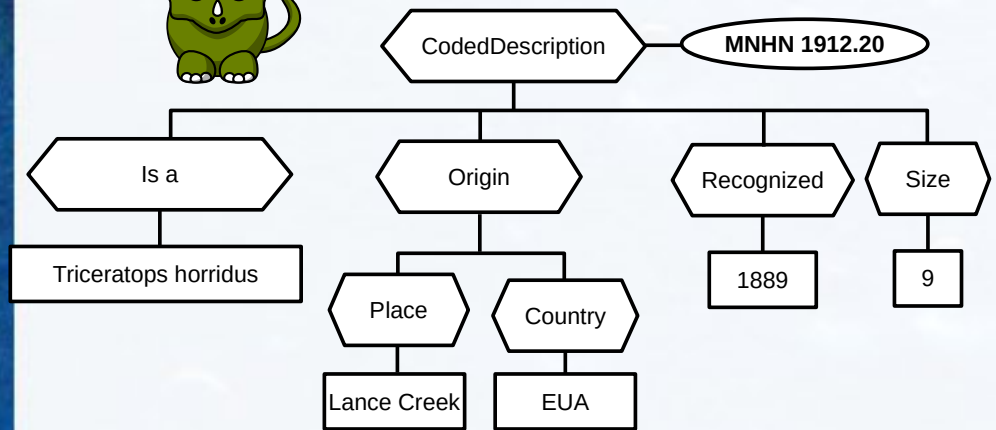 CodedDescription
MNHN 1912.20
Is a
Origin
Recognized
Size
Triceratops horridus
1889
9
Place
Country
Lance Creek
EUA